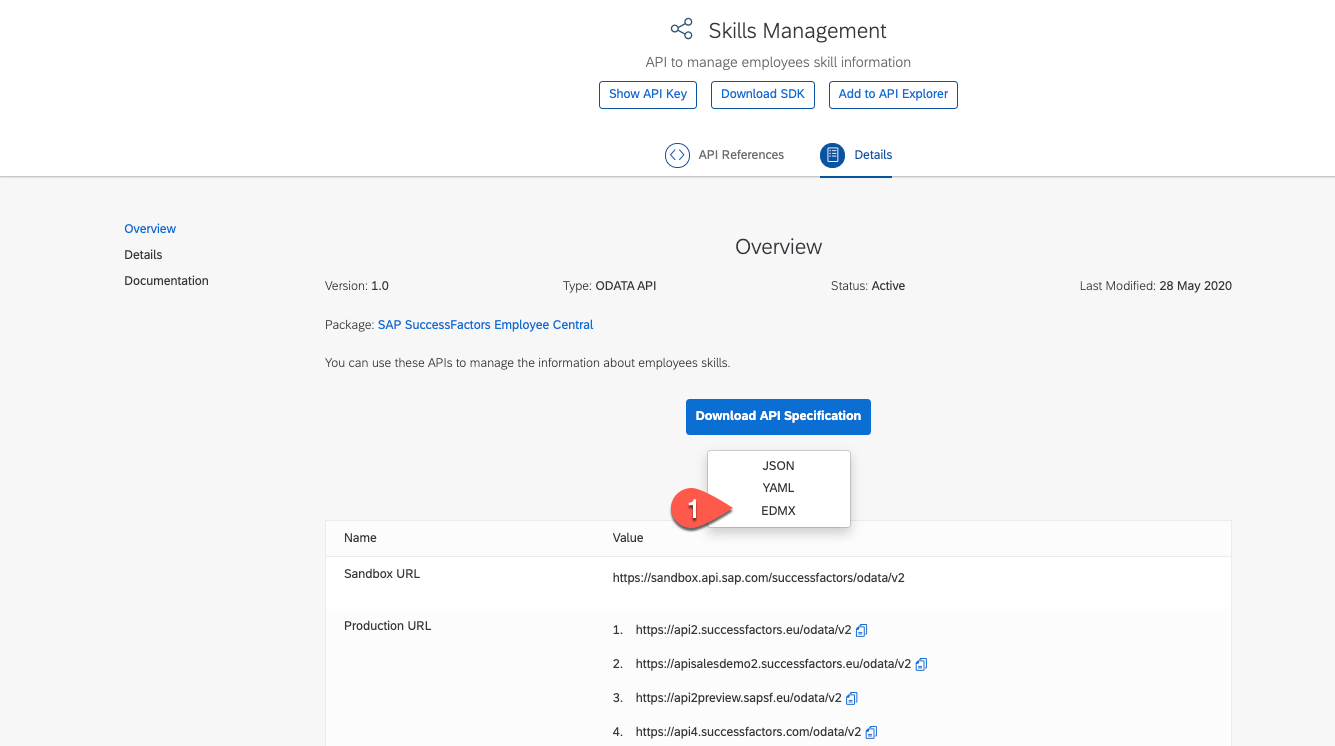 Skills Management
API to manage employees skill information
Show API Key Download SDK Add to API Explorer
API References Details
Overview
Details
Documentation
Overview
Version: 1.0 Type: ODATA API Status: Active Last Modified: 28 May 2020
Package: SAP SuccessFactors Employee Central
You can use these APIs to manage the information about employees skills.
Download API Specification
JSON
YAML
1 EDMX
Name Value
Sandbox URL https://sandbox.api.sap.com/successfactors/odata/v2
Production URL 1. https://api2.successfactors.eu/odata/v2
2. https://apisalesdemo2.successfactors.eu/odata/v2
3. https://api2preview.sapsf.eu/odata/v2
4. https://api4.successfactors.com/odata/v2